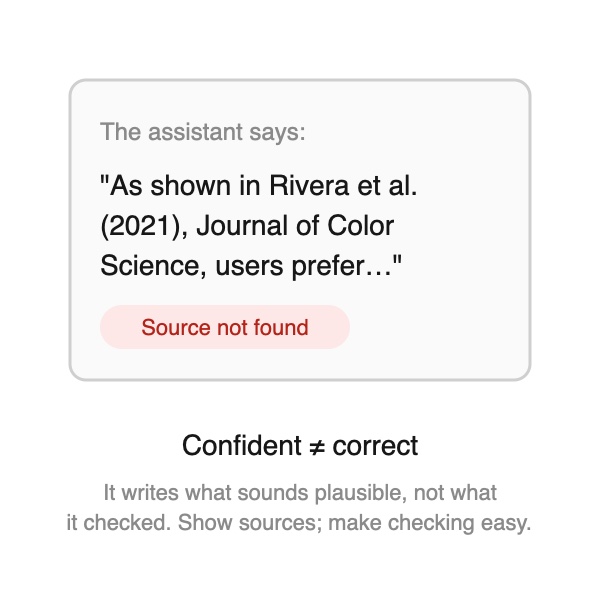 The assistant says:
"As shown in Rivera et al.
(2021), Journal of Color
Science, users prefer…"
Source not found
Confident ≠ correct
It writes what sounds plausible, not what
it checked. Show sources; make checking easy.